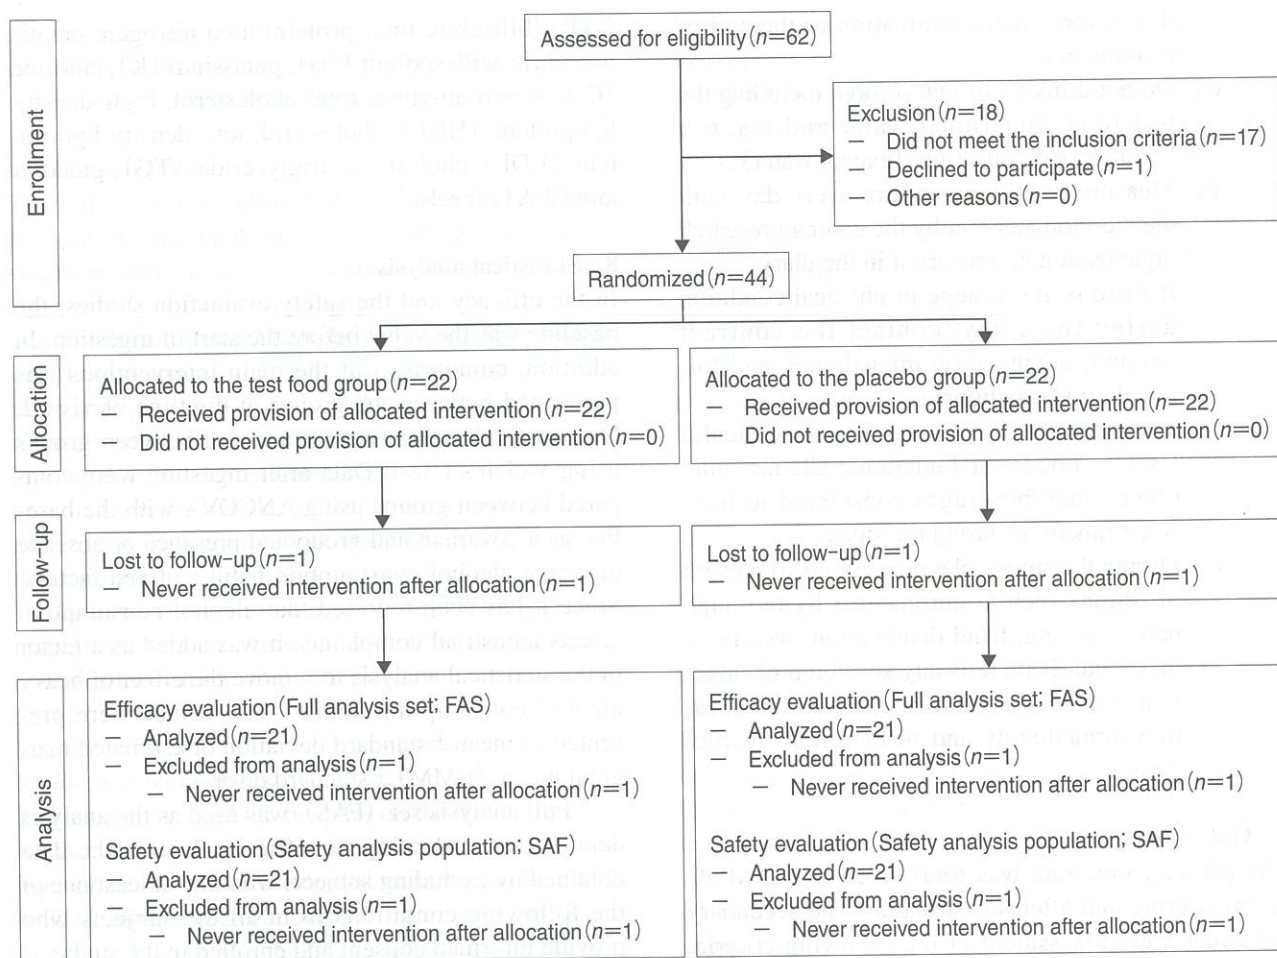 Enrollment
Assessed for eligibility (n=62)
Exclusion (n=18)
— Did not meet the inclusion criteria (n=17)
— Declined to participate (n=1)
— Other reasons (n=0)
Randomized (n=44)
Allocation
Allocated to the test food group (n=22)
— Received provision of allocated intervention (n=22)
— Did not received provision of allocated intervention (n=0)
Allocated to the placebo group (n=22)
— Received provision of allocated intervention (n=22)
— Did not received provision of allocated intervention (n=0)
Follow-up
Lost to follow-up (n=1)
— Never received intervention after allocation (n=1)
Lost to follow-up (n=1)
— Never received intervention after allocation (n=1)
Analysis
Efficacy evaluation (Full analysis set; FAS)
— Analyzed (n=21)
— Excluded from analysis (n=1)
— Never received intervention after allocation (n=1)
Safety evaluation (Safety analysis population; SAF)
— Analyzed (n=21)
— Excluded from analysis (n=1)
— Never received intervention after allocation (n=1)
Efficacy evaluation (Full analysis set; FAS)
— Analyzed (n=21)
— Excluded from analysis (n=1)
— Never received intervention after allocation (n=1)
Safety evaluation (Safety analysis population; SAF)
— Analyzed (n=21)
— Excluded from analysis (n=1)
— Never received intervention after allocation (n=1)